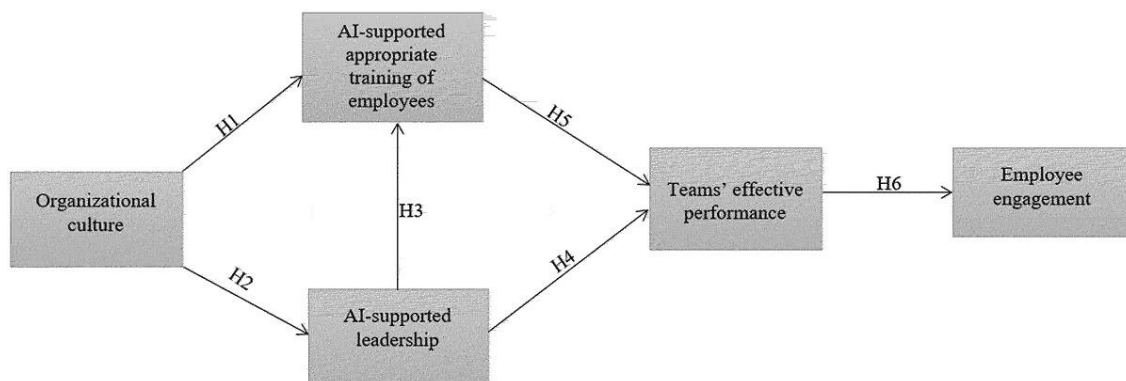 AI-supported
appropriate
training of
employees
H1
H5
Organizational
culture
H3
Teams’ effective
performance
H6
Employee
engagement
H2
H4
AI-supported
leadership